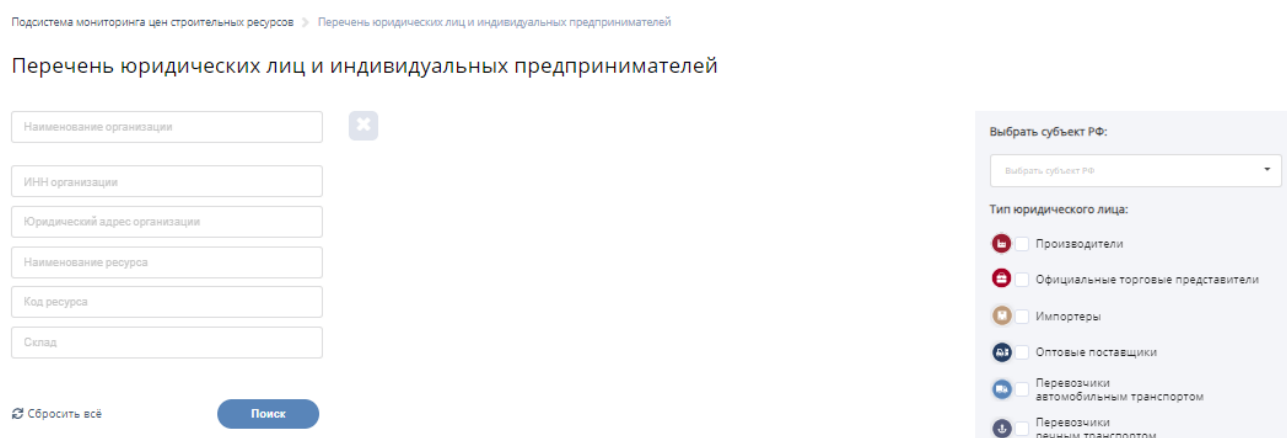 Подсистема мониторинга цен строительных ресурсов Перечень юридических лиц и индивидуальных предпринимателей
Перечень юридических лиц и индивидуальных предпринимателей
Наименование организации
ИНН организации
Юридический адрес организации
Наименование ресурса
Код ресурса
Склад
Сбросить всё
Поиск
Выбрать субъект РФ:
Выбрать субъект РФ
Тип юридического лица:
Производители
Официальные торговые представители
Импортеры
Оптовые поставщики
Перевозчики
автомобильным транспортом
Перевозчики
речным транспортом